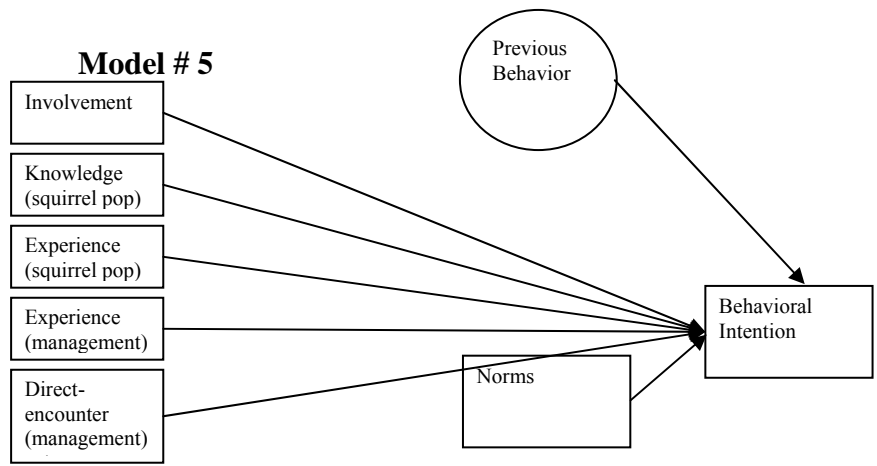 Model # 5
Previous
Behavior
Involvement
Knowledge
(squirrel pop)
Experience
(squirrel pop)
Experience
(management)
Direct-
encounter
(management)
Norms
Behavioral
Intention